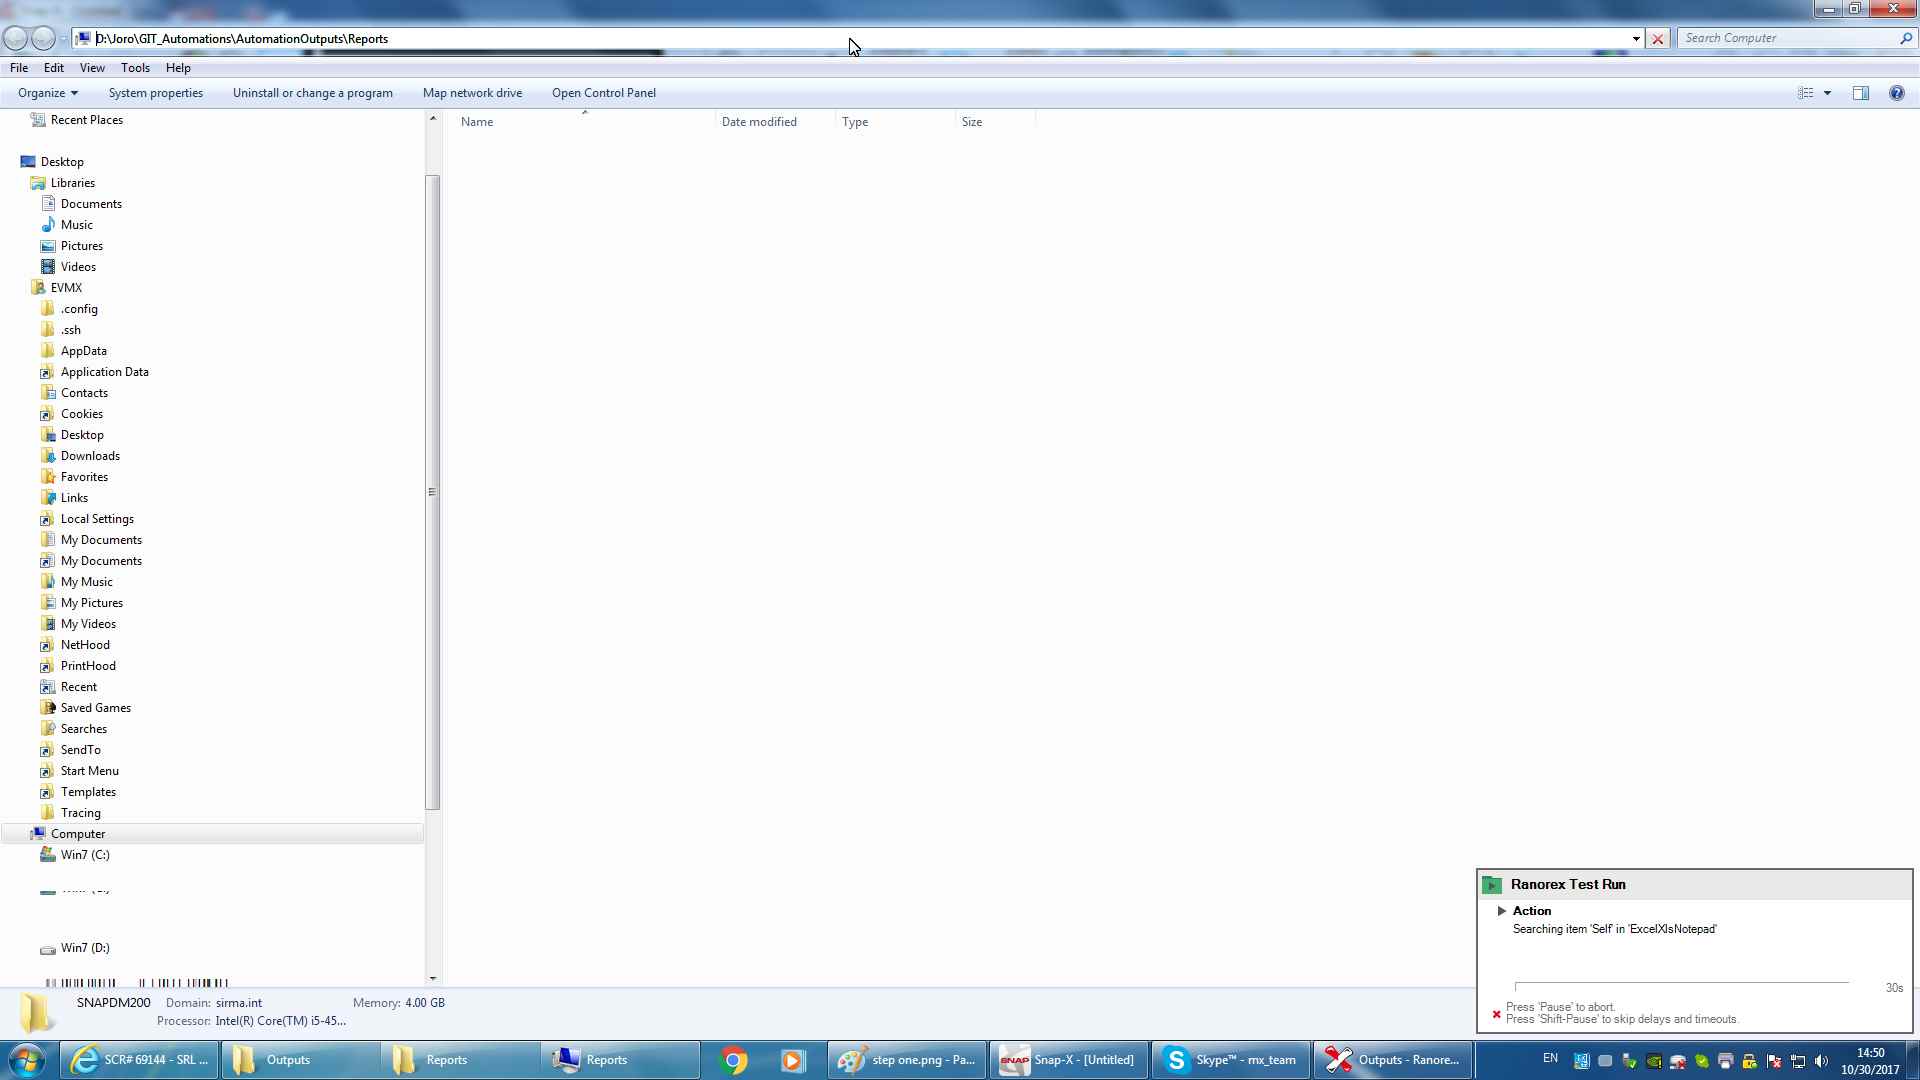 D:\Joro\GIT_Automations\AutomationOutputs\Reports
Search Computer
File Edit View Tools Help
Organize System properties Uninstall or change a program Map network drive Open Control Panel
Name Date modified Type Size
Recent Places
Desktop
Libraries
Documents
Music
Pictures
Videos
EVMX
.config
.ssh
AppData
Application Data
Contacts
Cookies
Desktop
Downloads
Favorites
Links
Local Settings
My Documents
My Documents
My Music
My Pictures
My Videos
NetHood
PrintHood
Recent
Saved Games
Searches
SendTo
Start Menu
Templates
Tracing
Computer
Win7 (C:)
Win7 (D:)
SNAPDM200 Domain: sirma.int Memory: 4.00 GB
Processor: Intel(R) Core(TM) i5-45...
Ranorex Test Run
Action
Searching item 'Self' in 'ExcelXlsNotepad'
30s
Press 'Pause' to abort.
Press 'Shift-Pause' to skip delays and timeouts.
SCR# 69144 - SRL ... Outputs Reports Reports step one.png - Pa... SNAP Snap-X - [Untitled] Skype™ - mx_team Outputs - Ranore... EN
14:50
10/30/2017